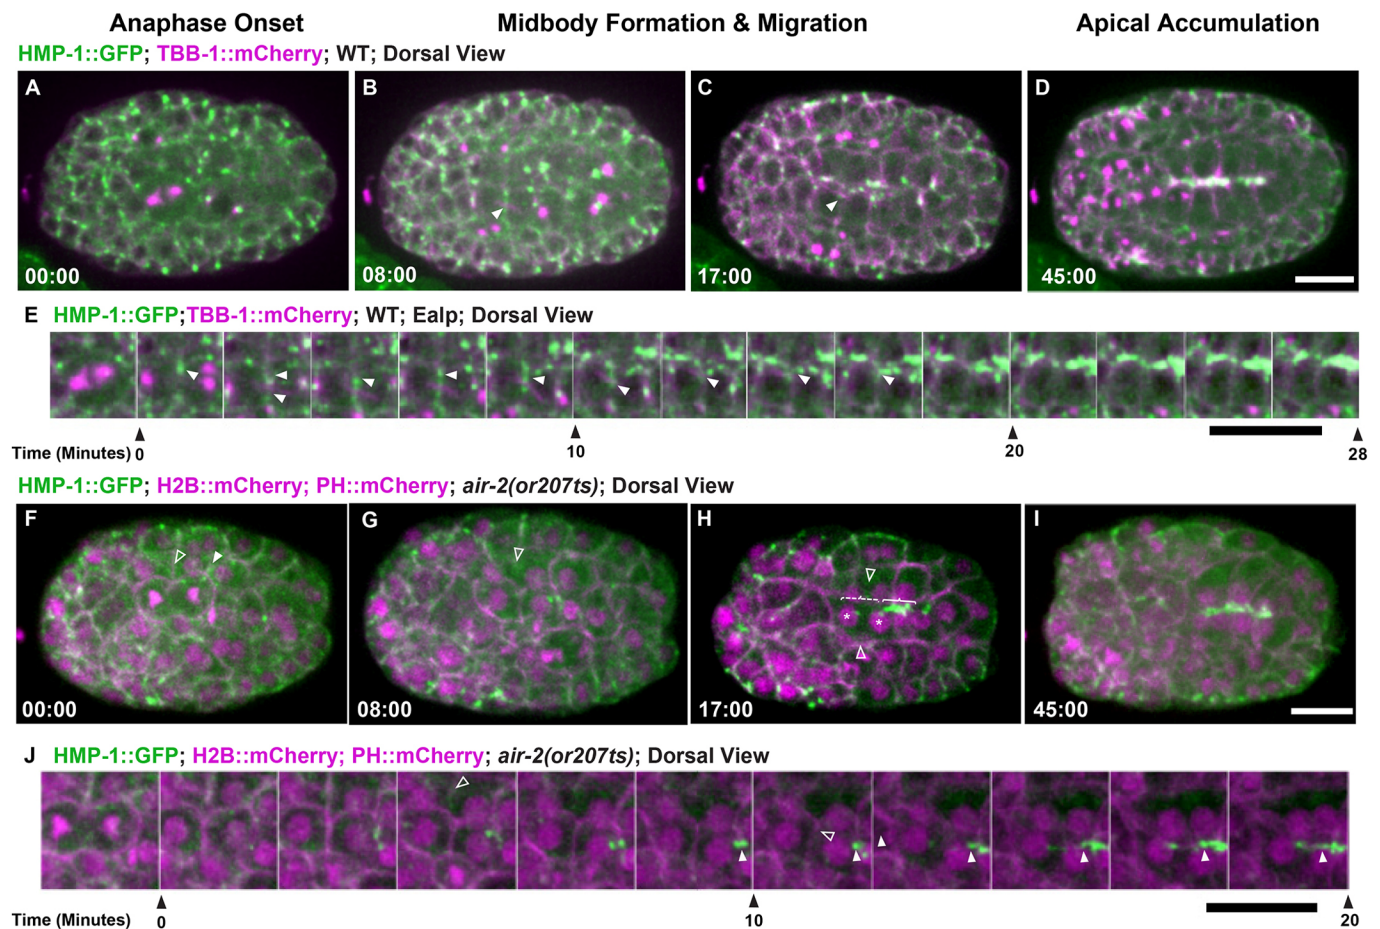 Anaphase Onset Midbody Formation & Migration Apical Accumulation
HMP-1::GFP; TBB-1::mCherry; WT; Dorsal View
A B C D
00:00 08:00 17:00 45:00
E HMP-1::GFP;TBB-1::mCherry; WT; Ealp; Dorsal View
Time (Minutes) 0 10 20 28
HMP-1::GFP; H2B::mCherry; PH::mCherry; air-2(or207ts); Dorsal View
F G H I
* *
00:00 08:00 17:00 45:00
J HMP-1::GFP; H2B::mCherry; PH::mCherry; air-2(or207ts); Dorsal View
Time (Minutes) 0 10 20